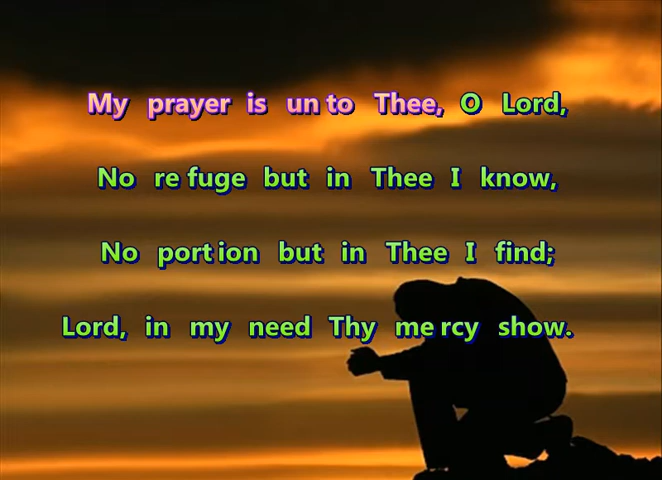 My prayer is un to Thee, O Lord,
No re fuge but in Thee I know,
No port ion but in Thee I find;
Lord, in my need Thy me rcy show.